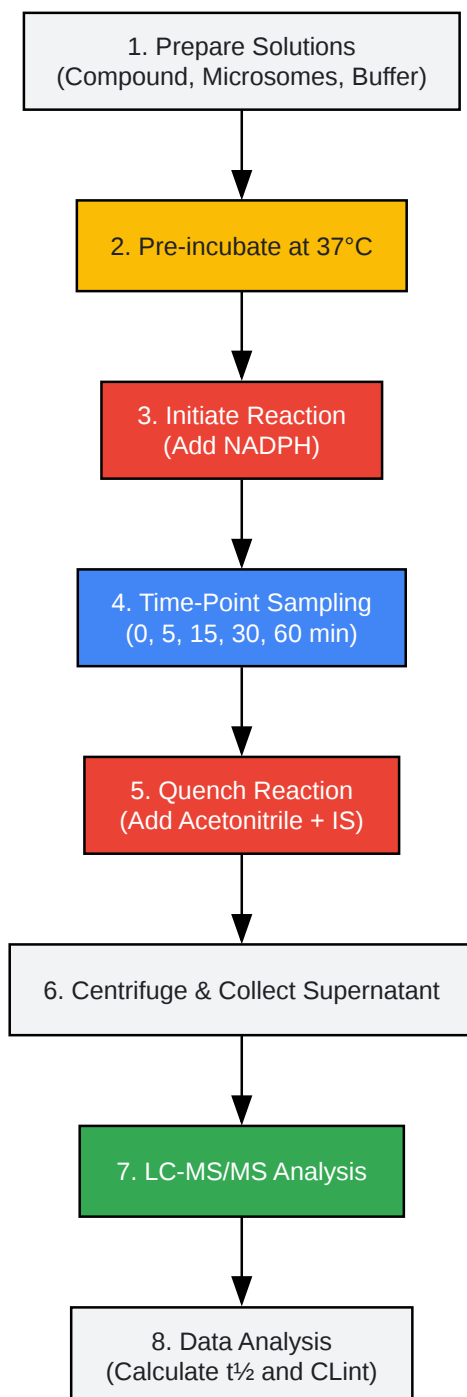 1. Prepare Solutions
(Compound, Microsomes, Buffer)
2. Pre-incubate at 37°C
3. Initiate Reaction
(Add NADPH)
4. Time-Point Sampling
(0, 5, 15, 30, 60 min)
5. Quench Reaction
(Add Acetonitrile + IS)
6. Centrifuge & Collect Supernatant
7. LC-MS/MS Analysis
8. Data Analysis
(Calculate t½ and CLint)